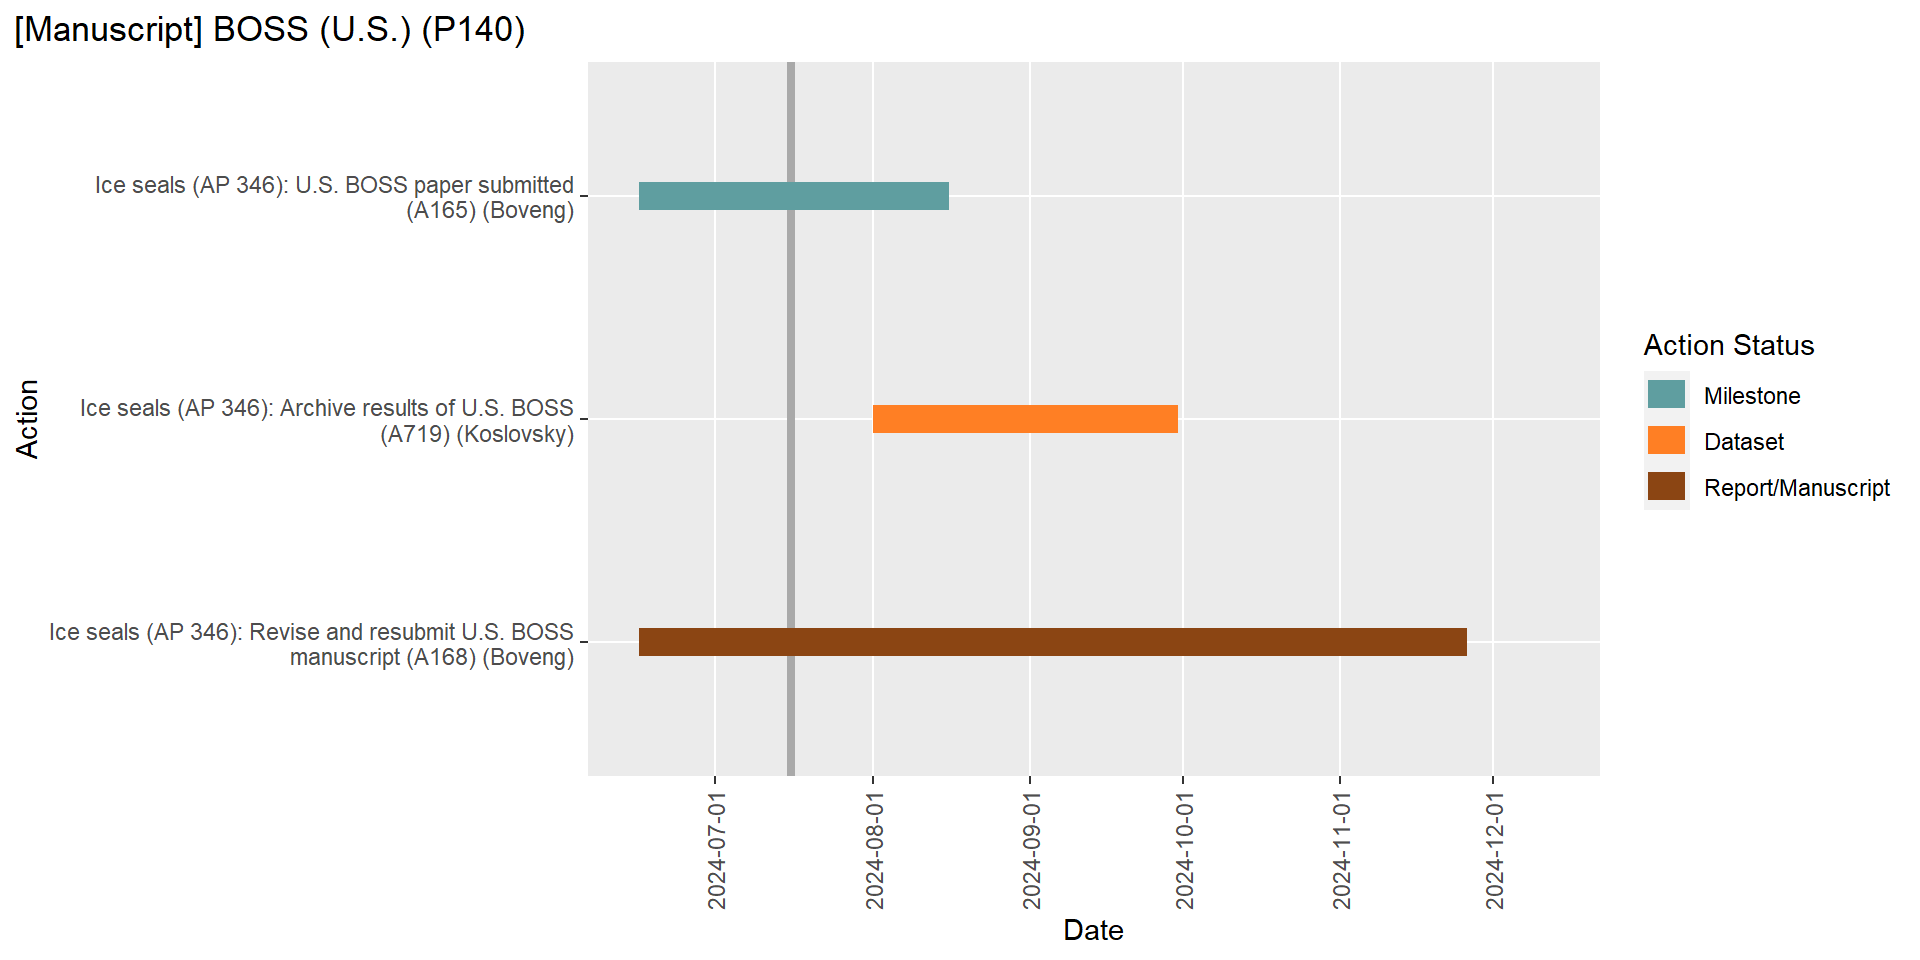 [Manuscript] BOSS (U.S.) (P140)
Action
Ice seals (AP 346): U.S. BOSS paper submitted
(A165) (Boveng)
Ice seals (AP 346): Archive results of U.S. BOSS
(A719) (Koslovsky)
Ice seals (AP 346): Revise and resubmit U.S. BOSS
manuscript (A168) (Boveng)
2024-07-01
2024-08-01
2024-09-01
2024-10-01
2024-11-01
2024-12-01
Date
Action Status
Milestone
Dataset
Report/Manuscript